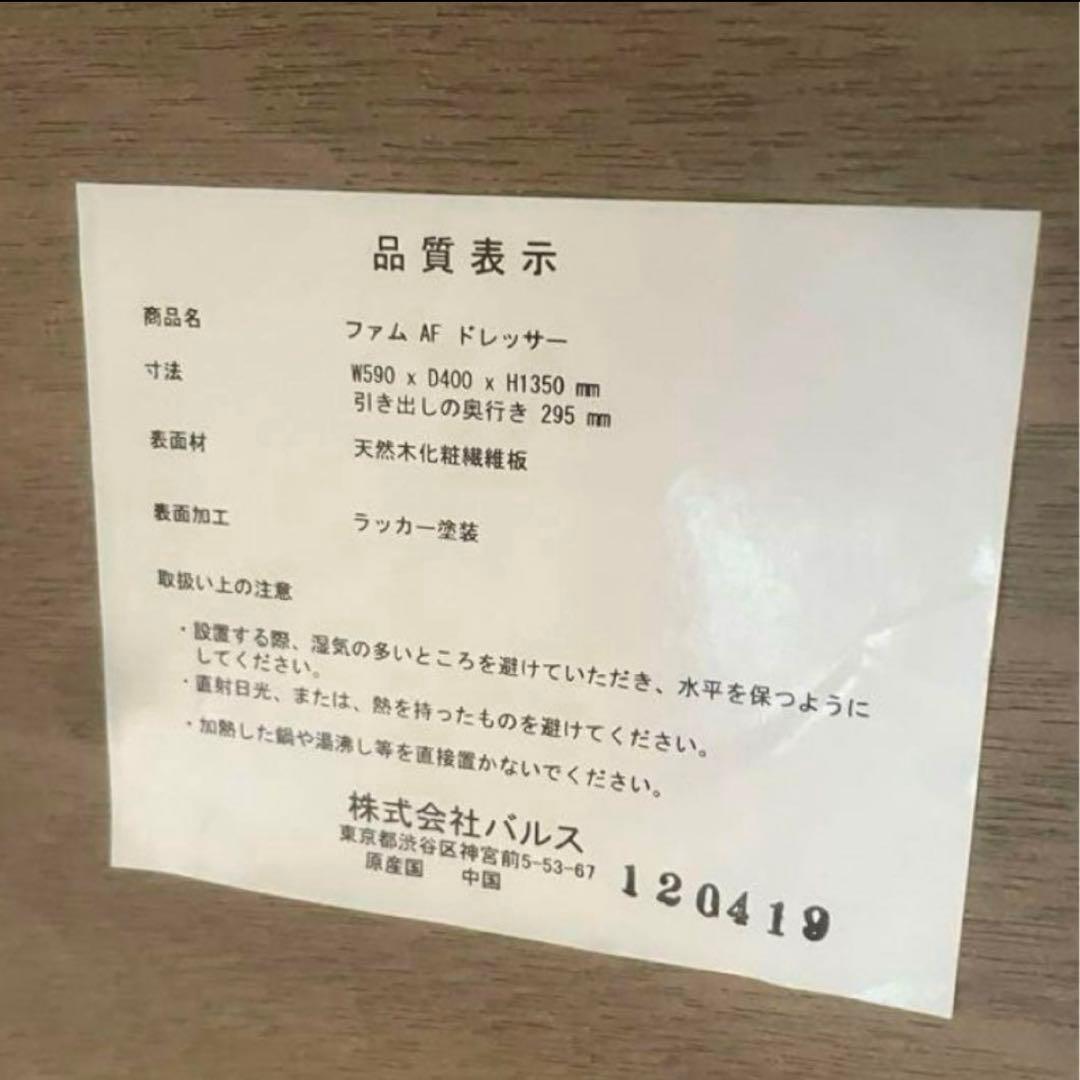 品質表示
商品名 ファム AF ドレッサー
寸法 W590 x D400 x H1350 mm
引き出しの奥行き 295 mm
表面材 天然木化粧繊維板
表面加工 ラッカー塗装
取扱い上の注意
・設置する際、湿気の多いところを避けていただき、水平を保つように
してください。
・直射日光、または、熱を持ったものを避けてください。
・加熱した鍋や湯沸し等を直接置かないでください。
株式会社バルス
東京都渋谷区神宮前5-53-67
原産国 中国
120419